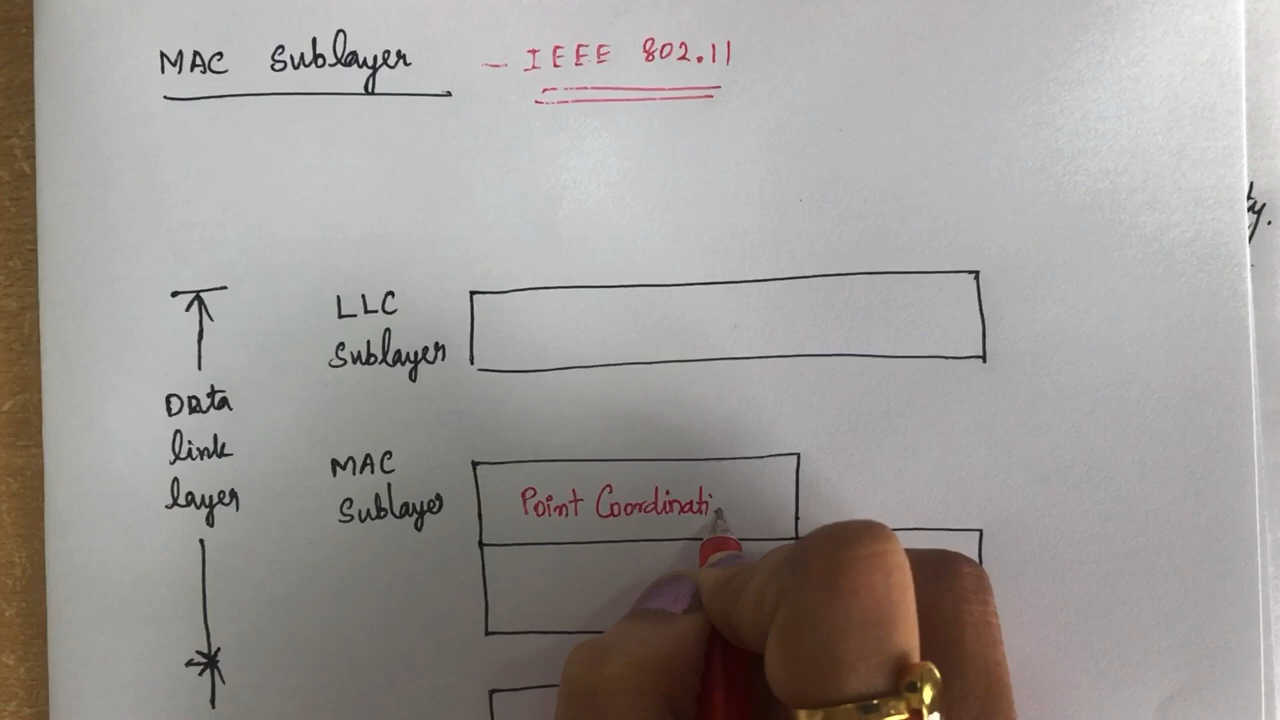 MAC Sublayer - IEEE 802.11
LLC
Sublayer
Data
link
layer
MAC
Sublayer
Point Coordinati